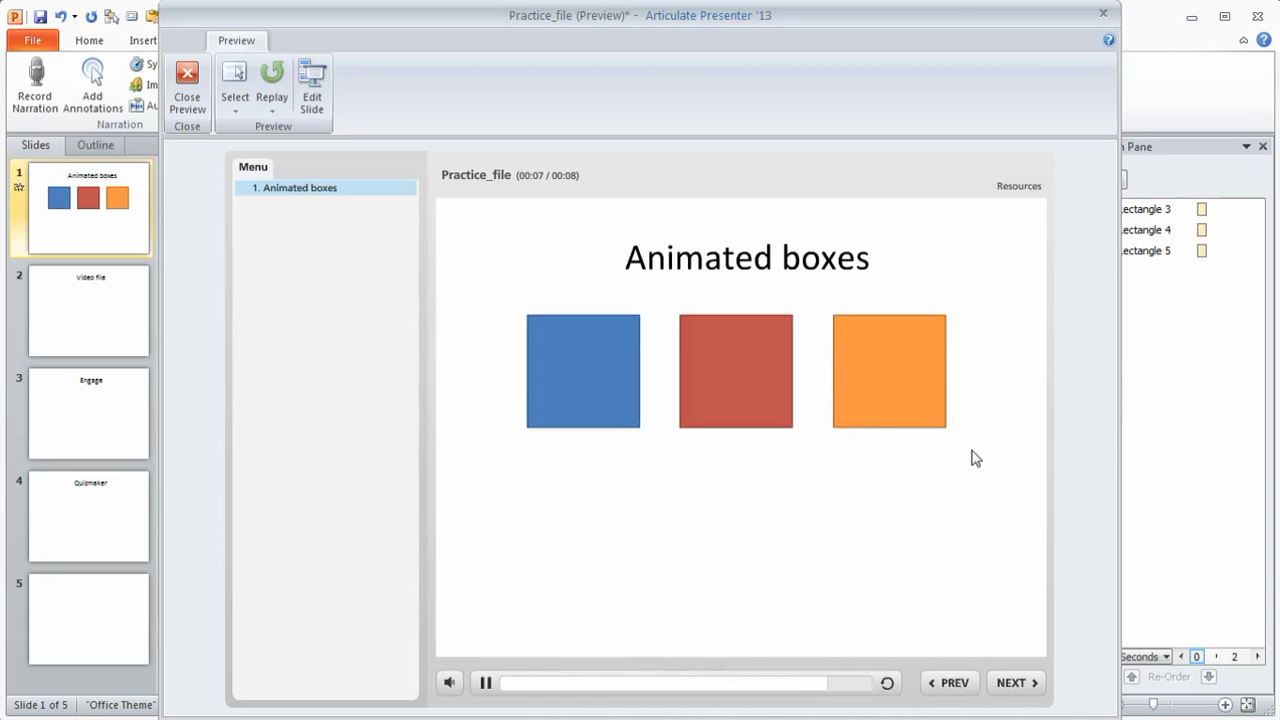 Practice_file (Preview)* - Articulate Presenter '13
File
Home
Insert
Preview
Record
Narration
Add
Annotations
Sy
Im
Au
Narration
Close
Preview
Select
Replay
Edit
Slide
Close
Preview
Slides
Outline
Pane
1
Animated boxes
2
Video file
3
Engage
4
Quizmaker
5
Menu
1. Animated boxes
Practice_file (00:07 / 00:08)
Resources
Animated boxes
PREV
NEXT
ectangle 3
ectangle 4
ectangle 5
Seconds
0
2
Re-Order
Slide 1 of 5
"Office Theme"